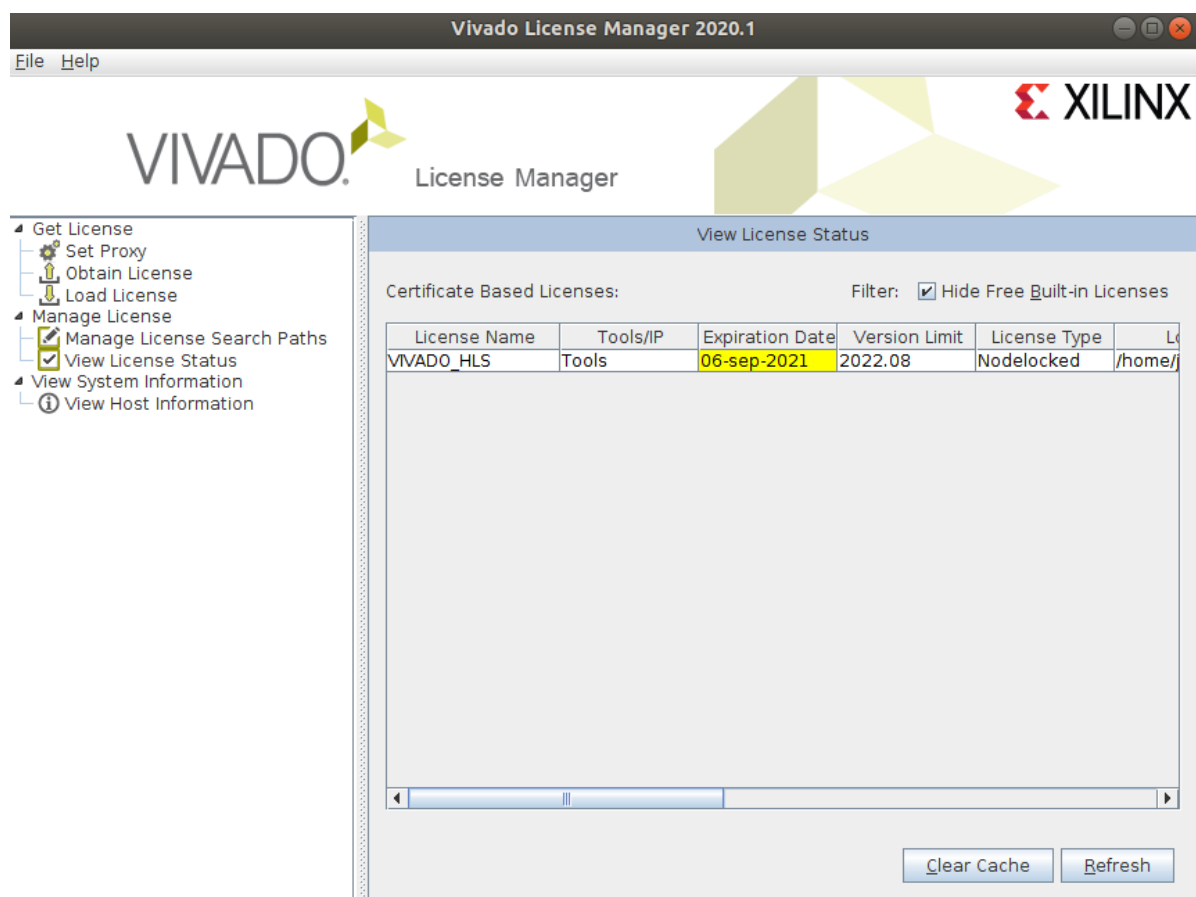 Vivado License Manager 2020.1
File Help
XILINX
VIVADO. License Manager
Get License
Set Proxy
Obtain License
Load License
Manage License
Manage License Search Paths
View License Status
View System Information
View Host Information
View License Status
Certificate Based Licenses: Filter: Hide Free Built-in Licenses
License Name Tools/IP Expiration Date Version Limit License Type
VIVADO_HLS Tools 06-sep-2021 2022.08 Nodelocked /home/j
Clear Cache Refresh